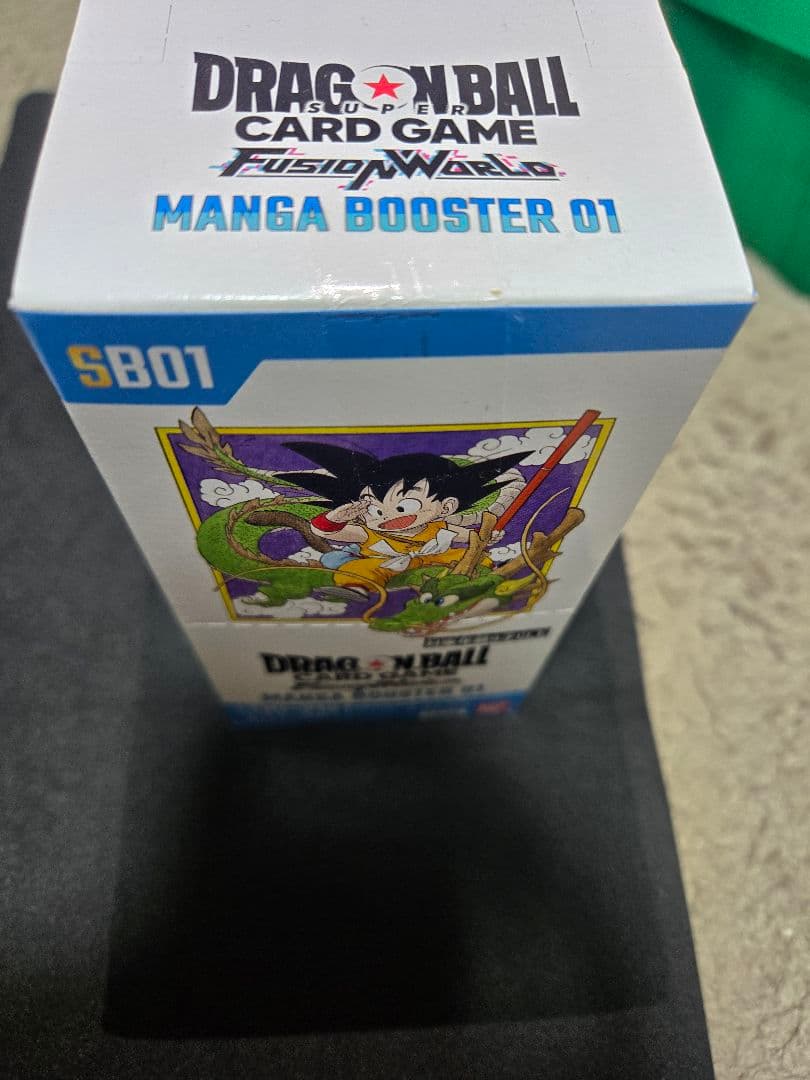 DRAGON BALL
SUPER
CARD GAME
FUSION WORLD
MANGA BOOSTER 01
SB01
DRAGON BALL
CARD GAME
MANGA BOOSTER 01